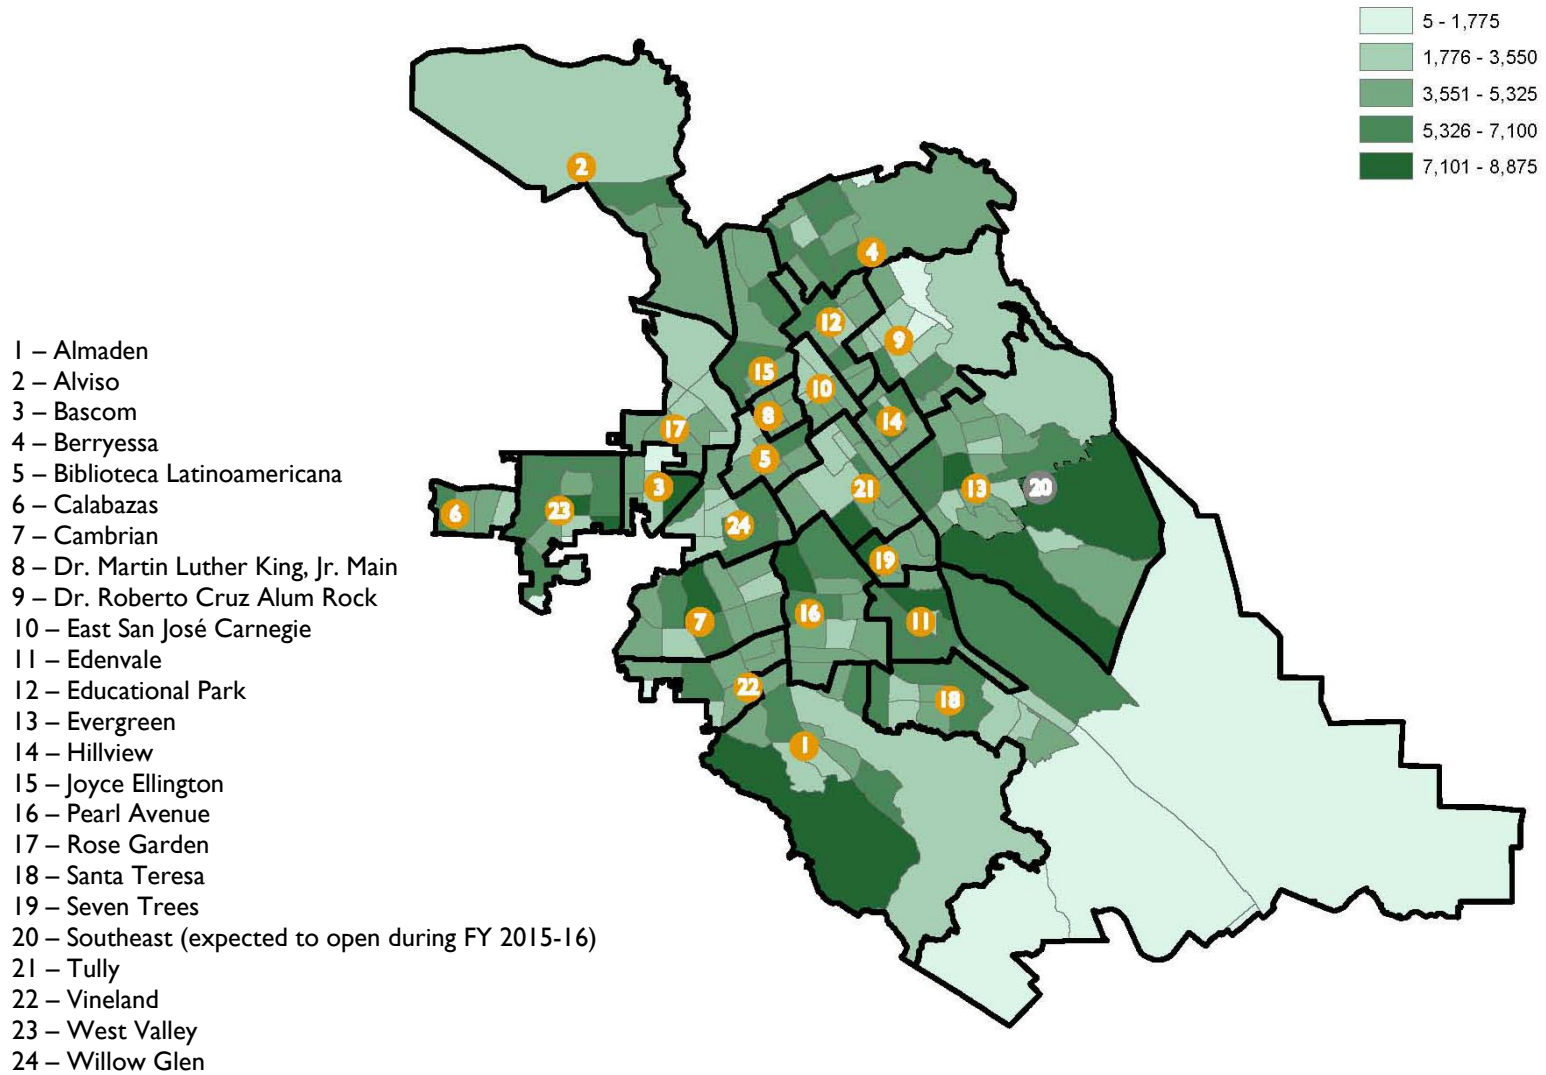 5 - 1,775
1,776 - 3,550
3,551 - 5,325
5,326 - 7,100
7,101 - 8,875
2
4
12
9
15
10
8
14
17
5
3
21
13
20
6
23
24
19
7
16
11
22
18
1
1 – Almaden
2 – Alviso
3 – Bascom
4 – Berryessa
5 – Biblioteca Latinoamericana
6 – Calabazas
7 – Cambrian
8 – Dr. Martin Luther King, Jr. Main
9 – Dr. Roberto Cruz Alum Rock
10 – East San José Carnegie
11 – Edenvale
12 – Educational Park
13 – Evergreen
14 – Hillview
15 – Joyce Ellington
16 – Pearl Avenue
17 – Rose Garden
18 – Santa Teresa
19 – Seven Trees
20 – Southeast (expected to open during FY 2015-16)
21 – Tully
22 – Vineland
23 – West Valley
24 – Willow Glen